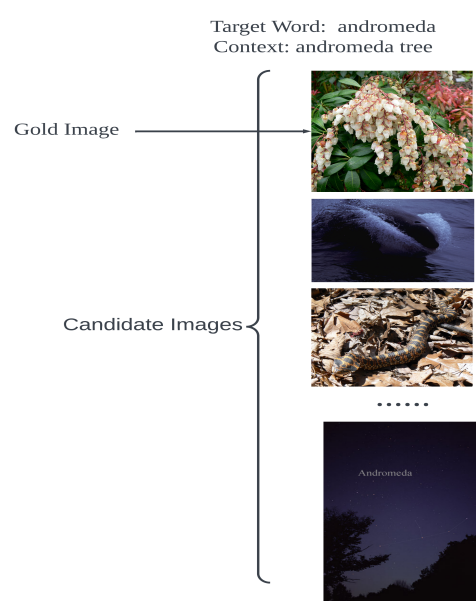 Target Word: andromeda
Context: andromeda tree
Gold Image
Candidate Images
......
Andromeda